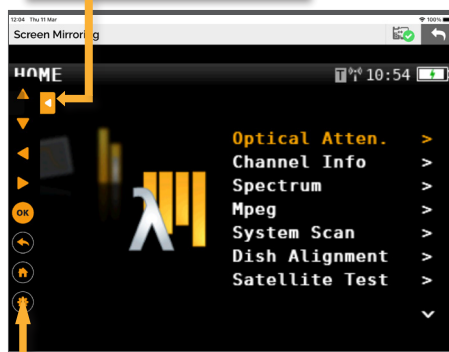 12:04 Thu 11 Mar
100%
Screen Mirroring
HOME
T 10:54
Optical Atten. >
Channel Info >
Spectrum >
Mpeg >
System Scan >
Dish Alignment >
Satellite Test >
OK
λ